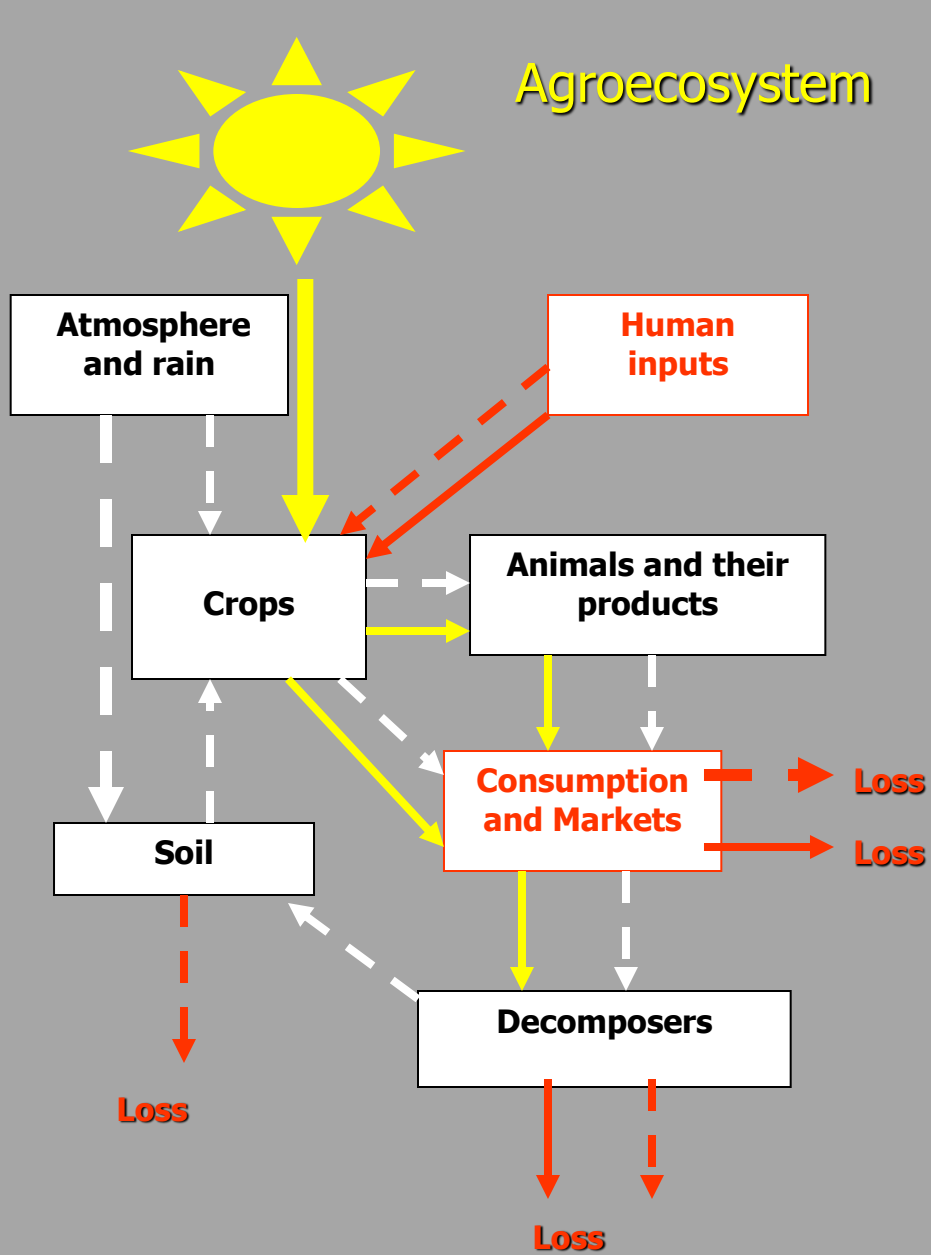 Agroecosystem
Atmosphere
and rain
Human
inputs
Crops
Animals and their
products
Consumption
and Markets
Loss
Loss
Soil
Decomposers
Loss
Loss